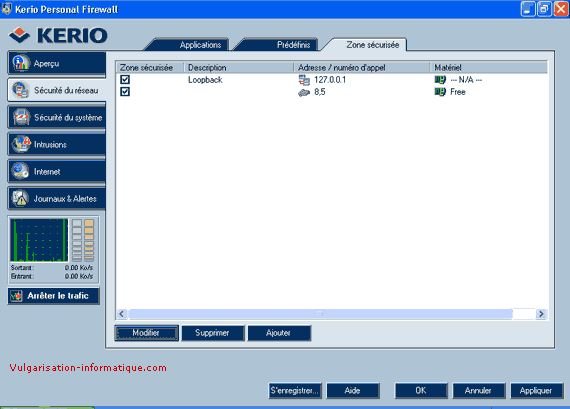 Kerio Personal Firewall
KERIO
Applications Prédéfinis Zone sécurisée
Aperçu
Sécurité du réseau
Sécurité du système
Intrusions
Internet
Journaux & Alertes
Sortant: 0.00 Ko/s
Entrant: 0.00 Ko/s
Arrêter le trafic
Zone sécurisée Description Adresse / numéro d'appel Matériel
Loopback 127.0.0.1 --- N/A ---
8,5 Free
Modifier Supprimer Ajouter
Vulgarisation-informatique.com
S'enregistrer... Aide OK Annuler Appliquer